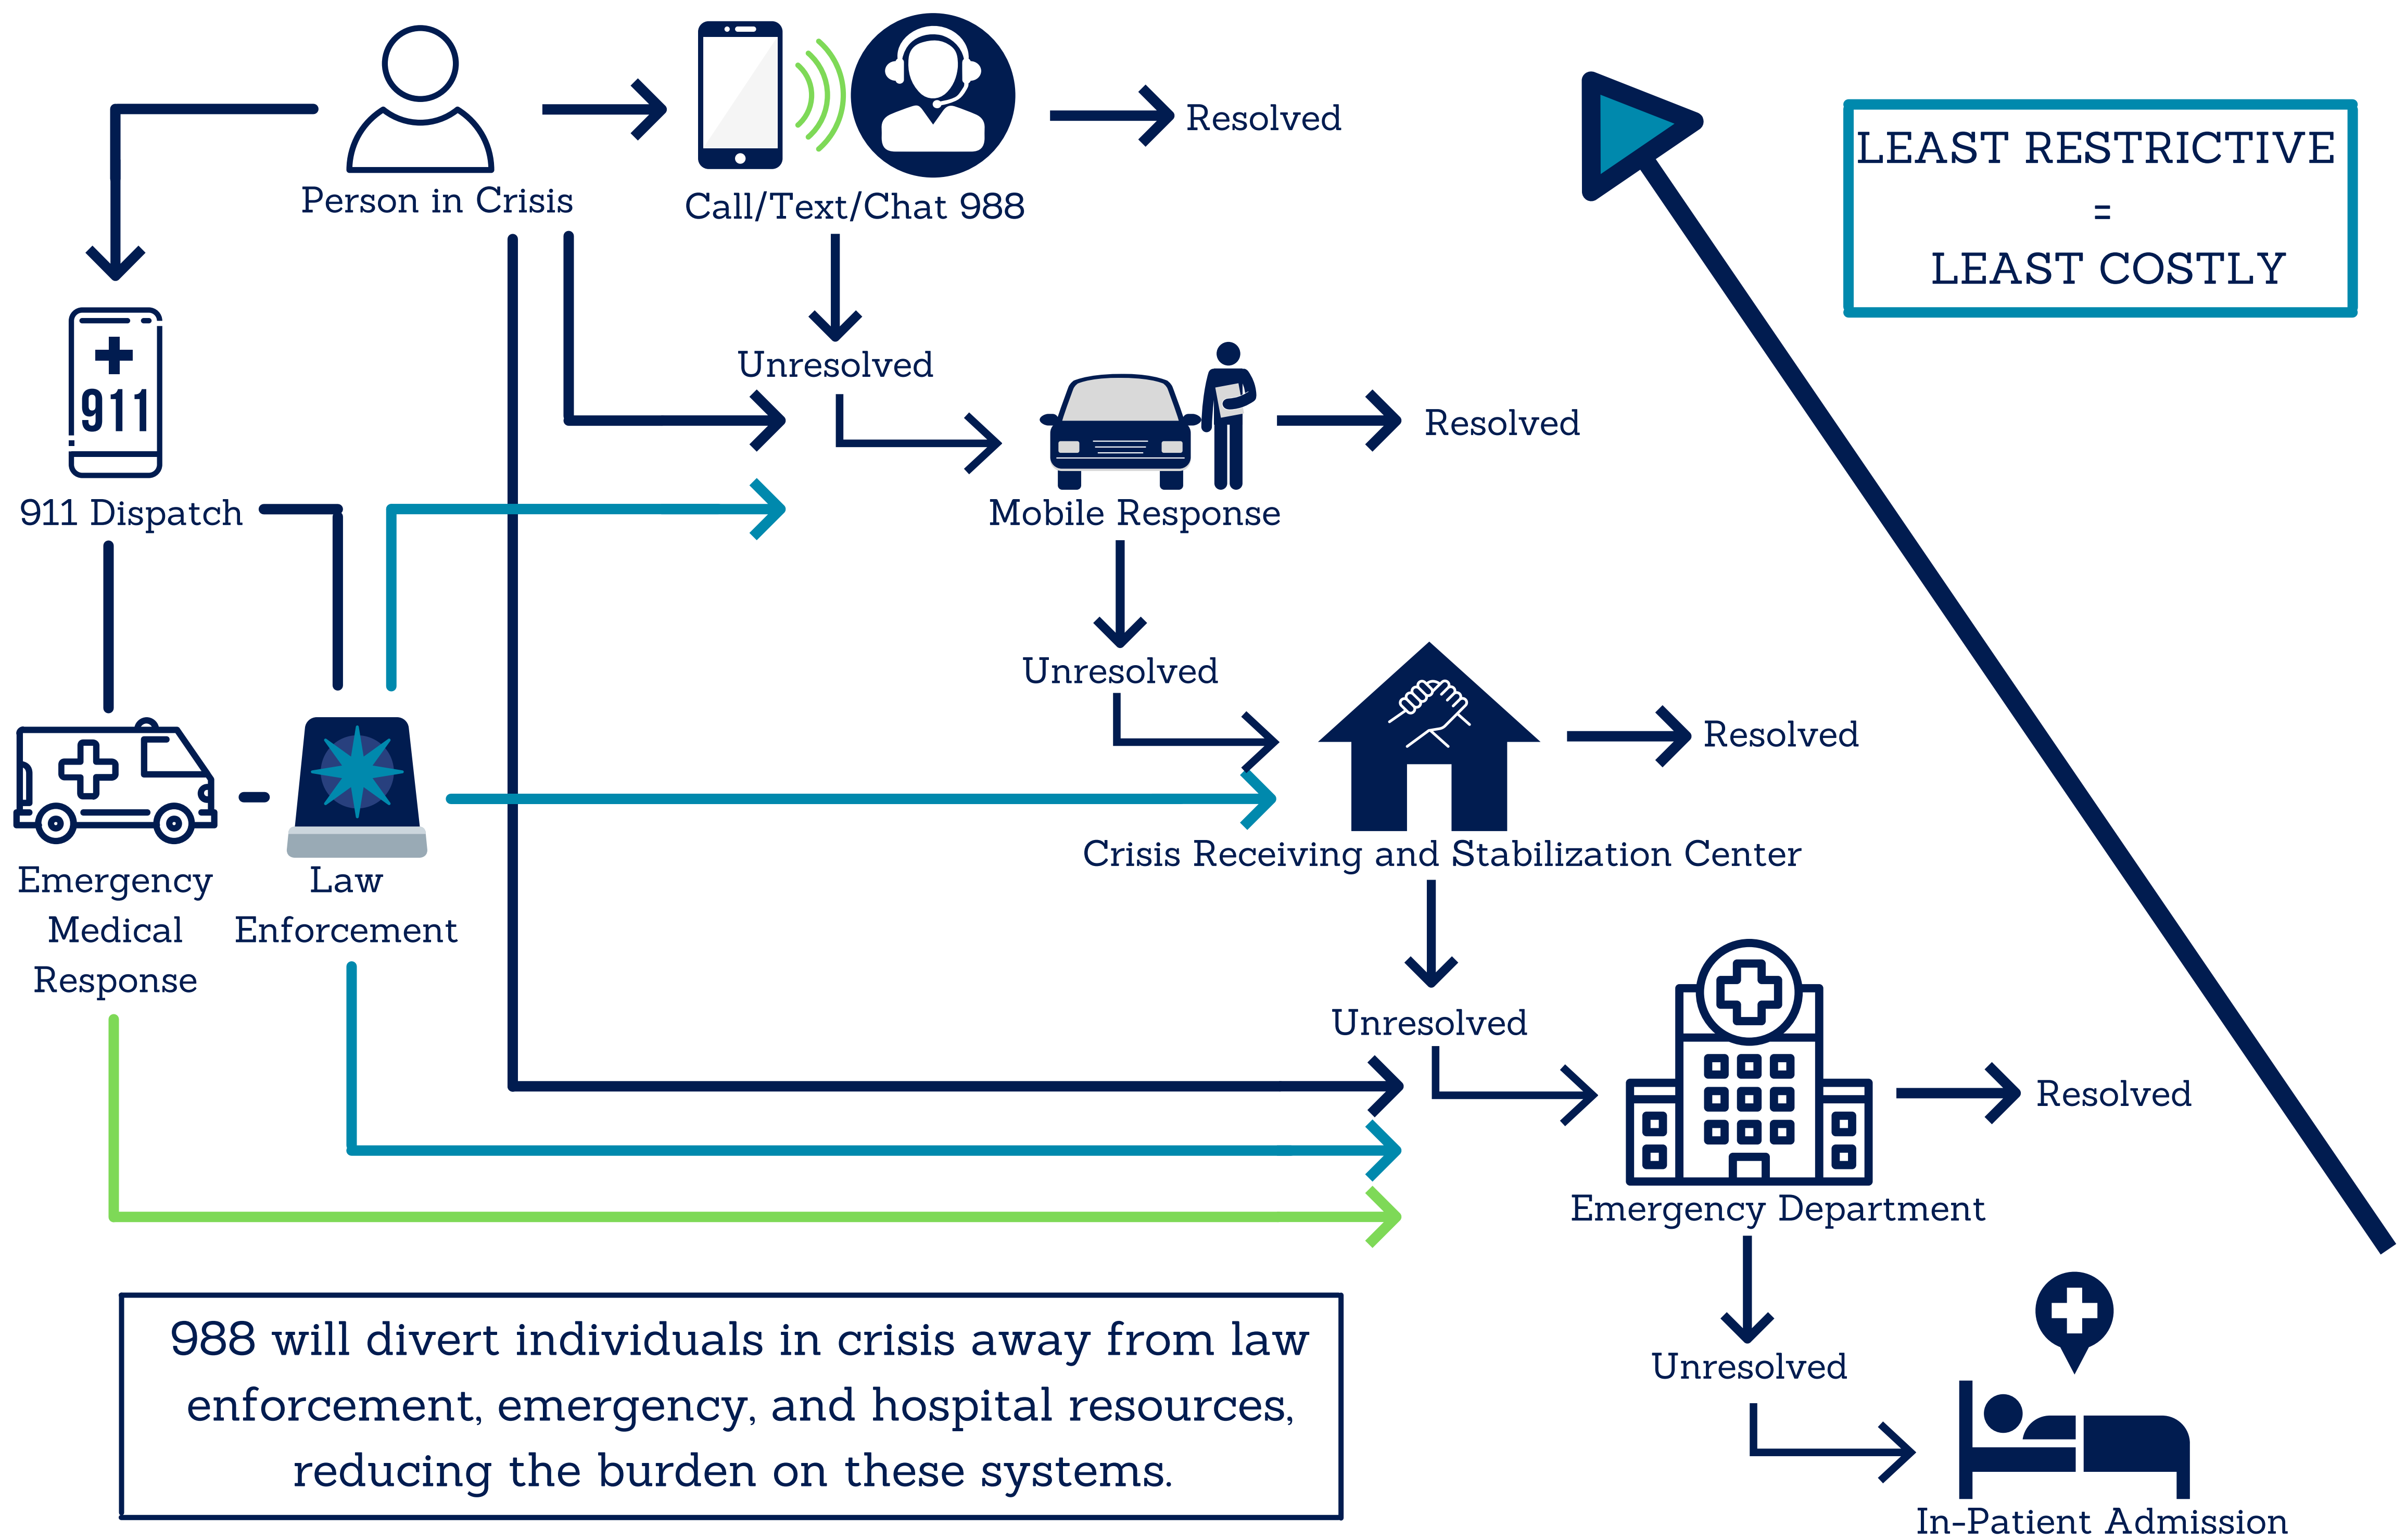 Person in Crisis
Call/Text/Chat 988
Resolved
LEAST RESTRICTIVE
=
LEAST COSTLY
911
911 Dispatch
Unresolved
Mobile Response
Resolved
Unresolved
Crisis Receiving and Stabilization Center
Resolved
Emergency
Medical
Response
Law
Enforcement
Unresolved
Emergency Department
Resolved
Unresolved
In-Patient Admission
988 will divert individuals in crisis away from law
enforcement, emergency, and hospital resources,
reducing the burden on these systems.